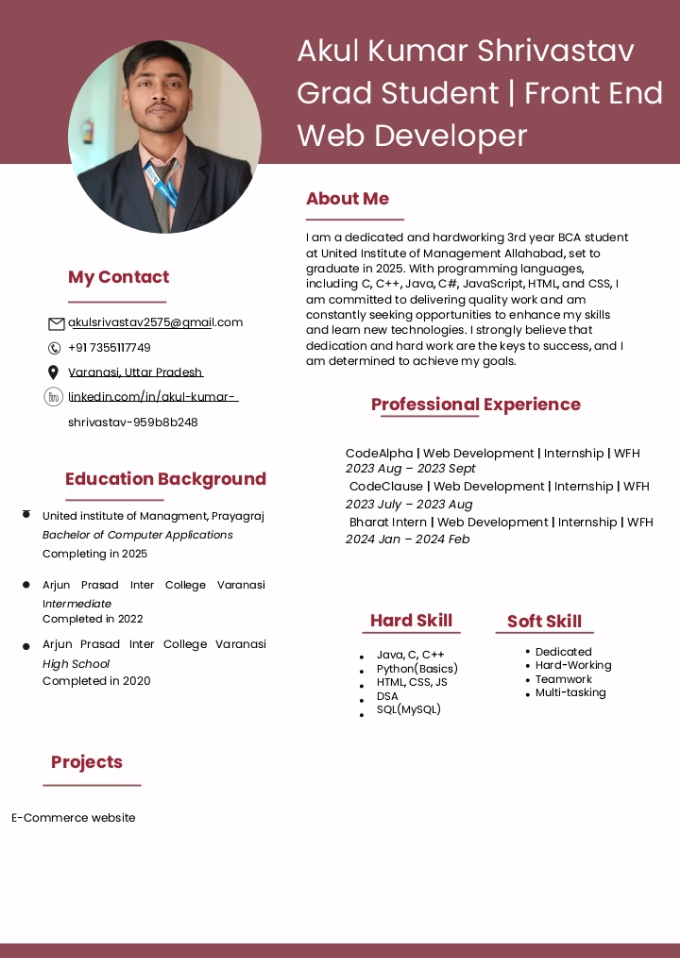 Akul Kumar Shrivastav
Grad Student | Front End
Web Developer
My Contact
akulsrivastav2575@gmail.com
+91 7355117749
Varanasi, Uttar Pradesh
linkedin.com/in/akul-kumar-
shrivastav-959b8b248
Education Background
United institute of Managment, Prayagraj
Bachelor of Computer Applications
Completing in 2025
Arjun Prasad Inter College Varanasi
Intermediate
Completed in 2022
Arjun Prasad Inter College Varanasi
High School
Completed in 2020
Projects
E-Commerce website
About Me
I am a dedicated and hardworking 3rd year BCA student
at United Institute of Management Allahabad, set to
graduate in 2025. With programming languages,
including C, C++, Java, C#, JavaScript, HTML, and CSS, I
am committed to delivering quality work and am
constantly seeking opportunities to enhance my skills
and learn new technologies. I strongly believe that
dedication and hard work are the keys to success, and I
am determined to achieve my goals.
Professional Experience
CodeAlpha | Web Development | Internship | WFH
2023 Aug – 2023 Sept
CodeClause | Web Development | Internship | WFH
2023 July – 2023 Aug
Bharat Intern | Web Development | Internship | WFH
2024 Jan – 2024 Feb
Hard Skill
Java, C, C++
Python(Basics)
HTML, CSS, JS
DSA
SQL(MySQL)
Soft Skill
Dedicated
Hard-Working
Teamwork
Multi-tasking